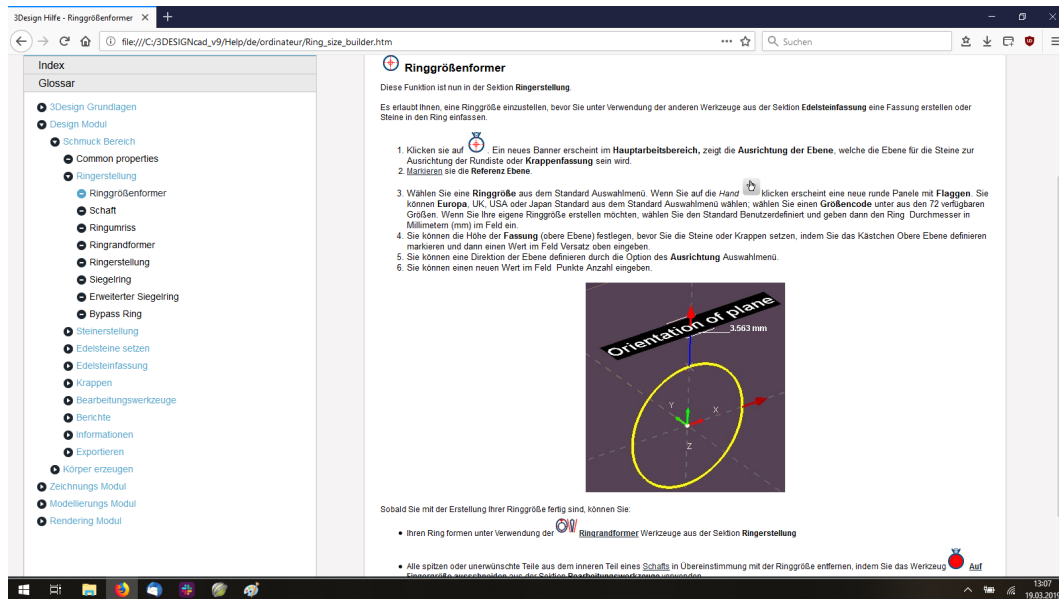 3Design Hilfe - Ringgrößenformer
file:///C:/3DESIGNcad_v9/Help/de/ordinateur/Ring_size_builder.htm
Suchen
Index
Glossar
3Design Grundlagen
Design Modul
Schmuck Bereich
Common properties
Ringerstellung
Ringgrößenformer
Schaft
Ringumriss
Ringrandformer
Ringerstellung
Siegelring
Erweiterter Siegelring
Bypass Ring
Steinerstellung
Edelsteine setzen
Edelsteinfassung
Krappen
Bearbeitungswerkzeuge
Berichte
Informationen
Exportieren
Körper erzeugen
Zeichnungs Modul
Modellierungs Modul
Rendering Modul
Ringgrößenformer
Diese Funktion ist nun in der Sektion Ringerstellung.
Es erlaubt Ihnen, eine Ringgröße einzustellen, bevor Sie unter Verwendung der anderen Werkzeuge aus der Sektion Edelsteinfassung eine Fassung erstellen oder
Steine in den Ring einfassen.
1. Klicken sie auf . Ein neues Banner erscheint im Hauptarbeitsbereich, zeigt die Ausrichtung der Ebene, welche die Ebene für die Steine zur
Ausrichtung der Rundiste oder Krappenfassung sein wird.
2. Markieren sie die Referenz Ebene.
3. Wählen Sie eine Ringgröße aus dem Standard Auswahlmenü. Wenn Sie auf die Hand klicken erscheint eine neue runde Panele mit Flaggen. Sie
können Europa, UK, USA oder Japan Standard aus dem Standard Auswahlmenü wählen; wählen Sie einen Größencode unter aus den 72 verfügbaren
Größen. Wenn Sie Ihre eigene Ringgröße erstellen möchten, wählen Sie den Standard Benutzerdefiniert und geben dann den Ring Durchmesser in
Millimetern (mm) im Feld ein.
4. Sie können die Höhe der Fassung (obere Ebene) festlegen, bevor Sie die Steine oder Krappen setzen, indem Sie das Kästchen Obere Ebene definieren
markieren und dann einen Wert im Feld Versatz oben eingeben.
5. Sie können eine Direktion der Ebene definieren durch die Option des Ausrichtung Auswahlmenü.
6. Sie können einen neuen Wert im Feld Punkte Anzahl eingeben.
Orientation of plane
3.563 mm
Y
X
Z
Sobald Sie mit der Erstellung Ihrer Ringgröße fertig sind, können Sie:
Ihren Ring formen unter Verwendung der Ringrandformer Werkzeuge aus der Sektion Ringerstellung
Alle spitzen oder unerwünschte Teile aus dem inneren Teil eines Schafts in Übereinstimmung mit der Ringgröße entfernen, indem Sie das Werkzeug Auf
Fingergröße ausschneiden aus der Sektion Bearbeitungswerkzeuge verwenden.
13:07
19.03.2019